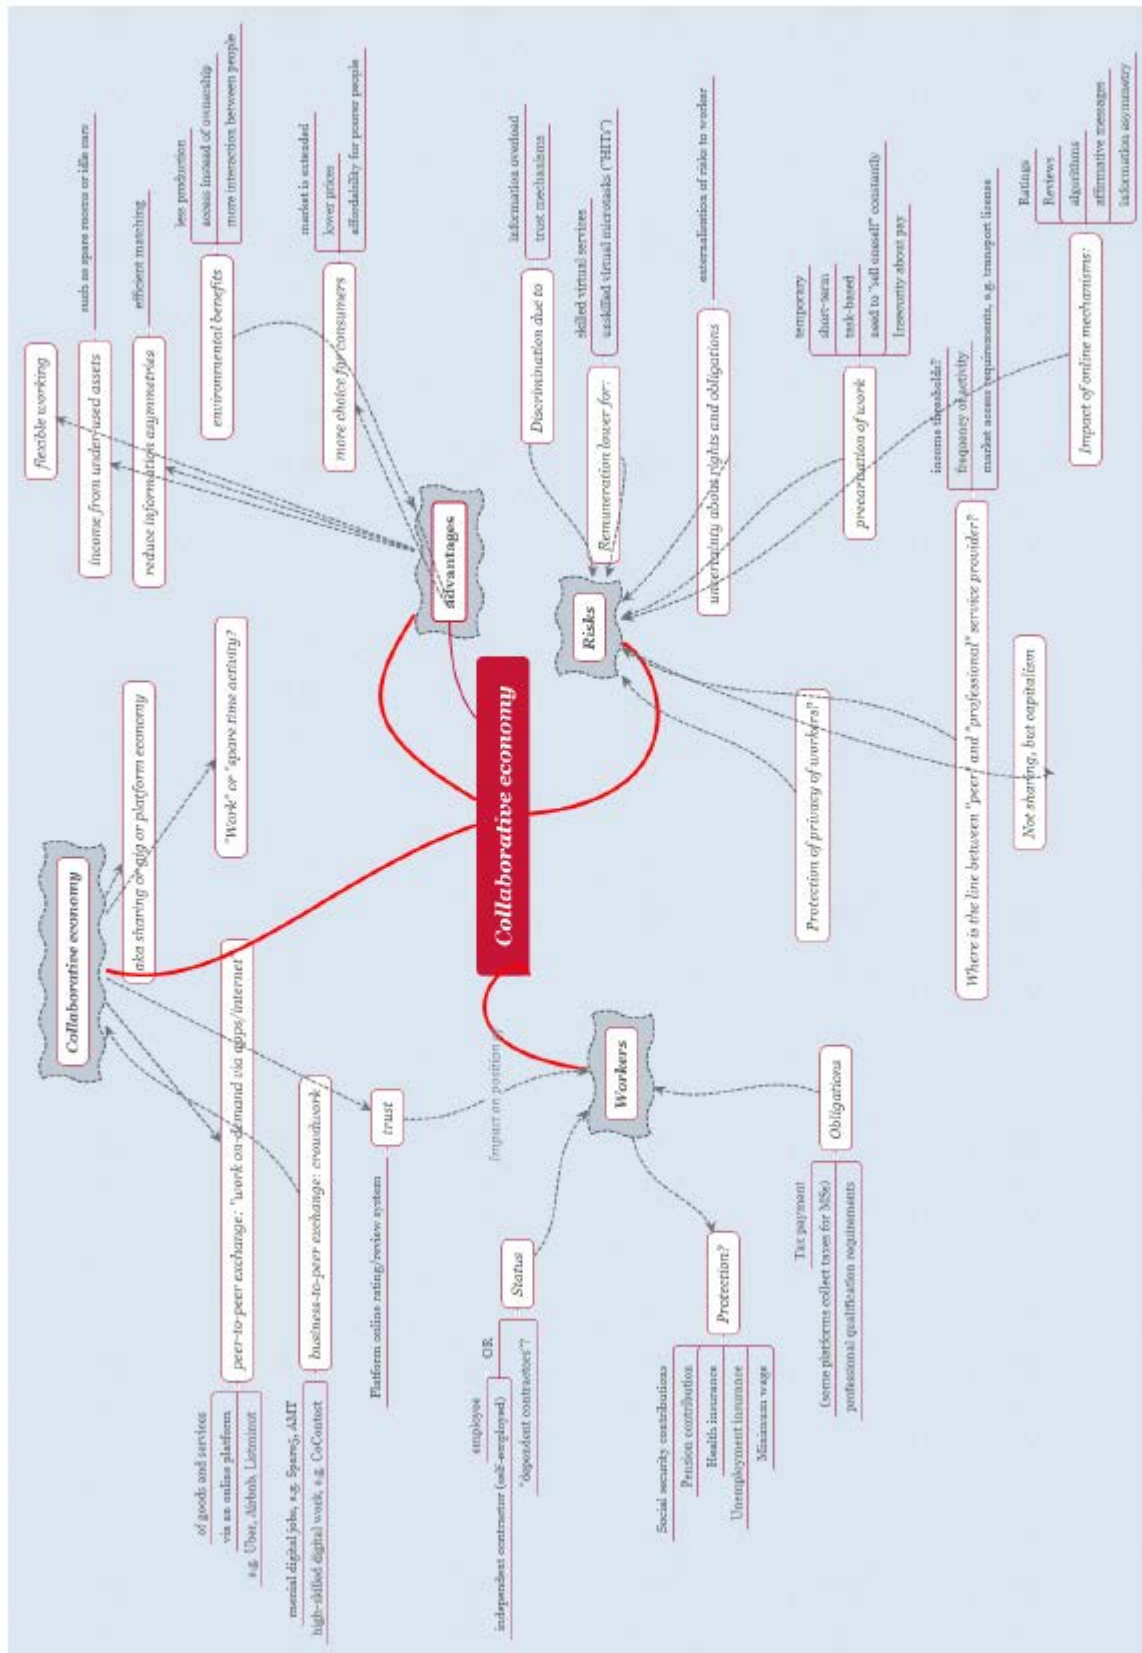 Collaborative economy
aka sharing or gig or platform economy
"Work" or "spare time activity?
peer-to-peer exchange: "work on-demand via apps/internet
of goods and services
via an online platform
e.g. Uber, Airbnb, Listminut
business-to-peer exchange: crowdwork
menial digital jobs, e.g. Spare5, AMT
high-skilled digital work, e.g. CoContest
trust
Platform online rating/review system
Collaborative economy
advantages
flexible working
income from under-used assets
such as spare rooms or idle cars
reduce information asymmetries
efficient matching
environmental benefits
less production
access instead of ownership
more interaction between people
more choice for consumers
market is extended
lower prices
affordability for poorer people
Impact on position of
Workers
Status
employee
OR
independent contractor (self-employed)
"dependent contractors"?
Protection?
Social security contributions
Pension contribution
Health insurance
Unemployment insurance
Minimum wage
Obligations
Tax payment
(some platforms collect taxes for MSs)
professional qualification requirements
Risks
Discrimination due to
information overload
trust mechanisms
Remuneration lower for:
skilled virtual services
unskilled virtual microtasks ("HITs")
uncertainty about rights and obligations
externalisation of risks to worker
precarisation of work
temporary
short-term
task-based
need to "sell oneself" constantly
Insecurity about pay
Protection of privacy of workers?
Where is the line between "peer" and "professional" service provider?
income thresholds?
frequency of activity
market access requirements, e.g. transport license
Not sharing, but capitalism
Impact of online mechanisms:
Ratings
Reviews
algorithms
affirmative messages
information asymmetry